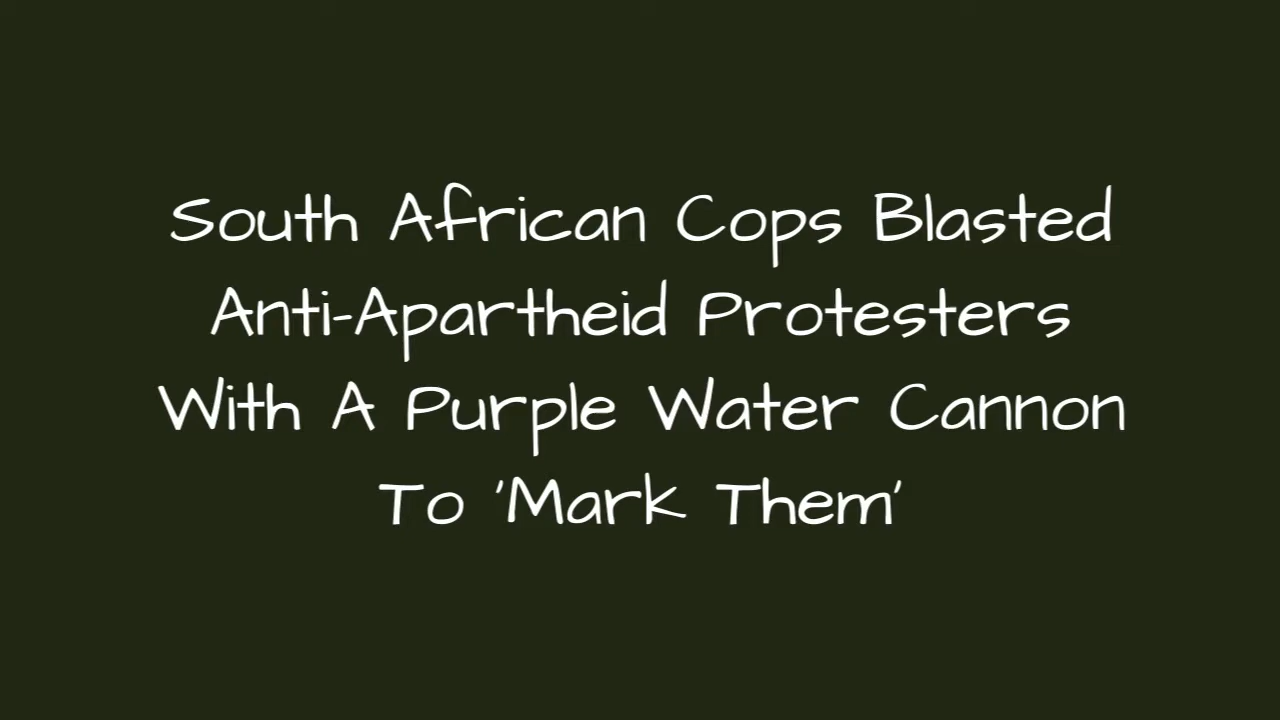 South African Cops Blasted
Anti-Apartheid Protesters
With A Purple Water Cannon
To 'Mark Them'